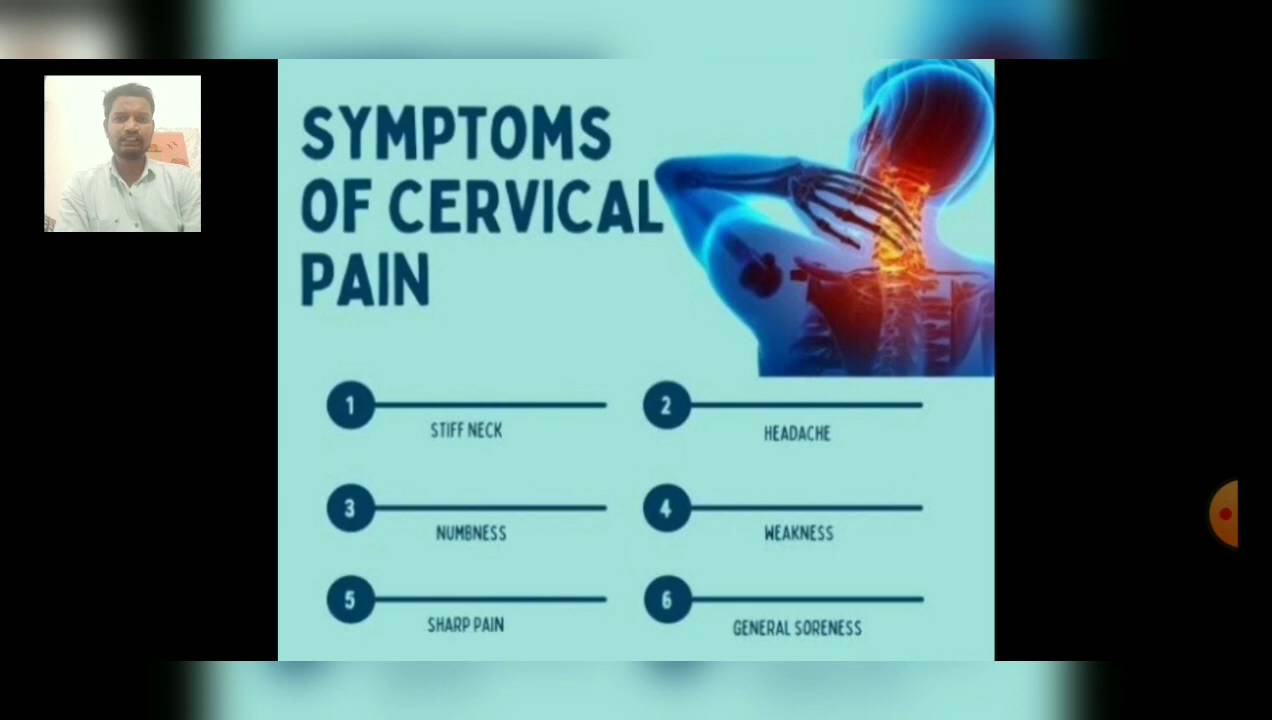 SYMPTOMS
OF CERVICAL
PAIN
1
STIFF NECK
2
HEADACHE
3
NUMBNESS
4
WEAKNESS
5
SHARP PAIN
6
GENERAL SORENESS